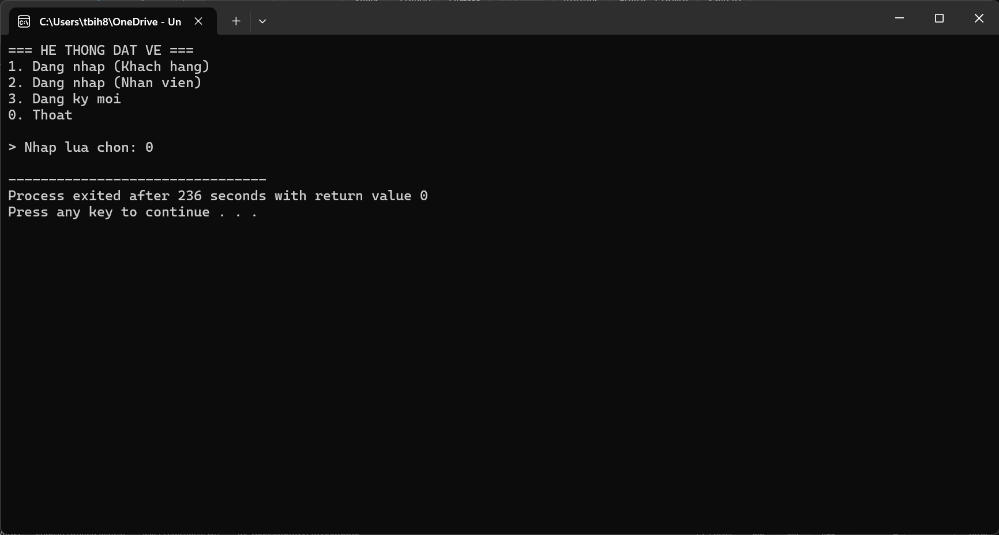 C:\Users\tbih8\OneDrive - Un
=== HE THONG DAT VE ===
1. Dang nhap (Khach hang)
2. Dang nhap (Nhan vien)
3. Dang ky moi
0. Thoat
> Nhap lua chon: 0
--------------------------------
Process exited after 236 seconds with return value 0
Press any key to continue . . .